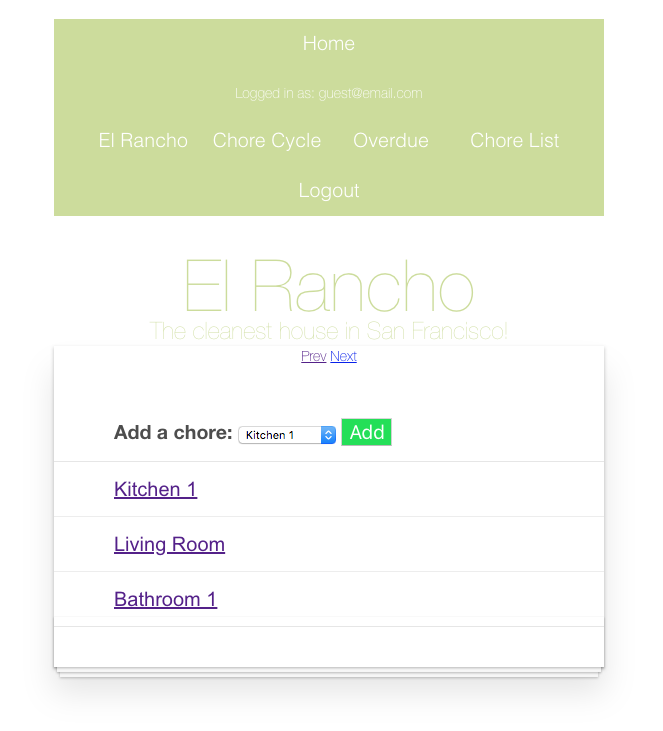 Home
Logged in as: guest@email.com
El Rancho Chore Cycle Overdue Chore List
Logout
El Rancho
The cleanest house in San Francisco!
Prev Next
Add a chore: Kitchen 1 Add
Kitchen 1
Living Room
Bathroom 1